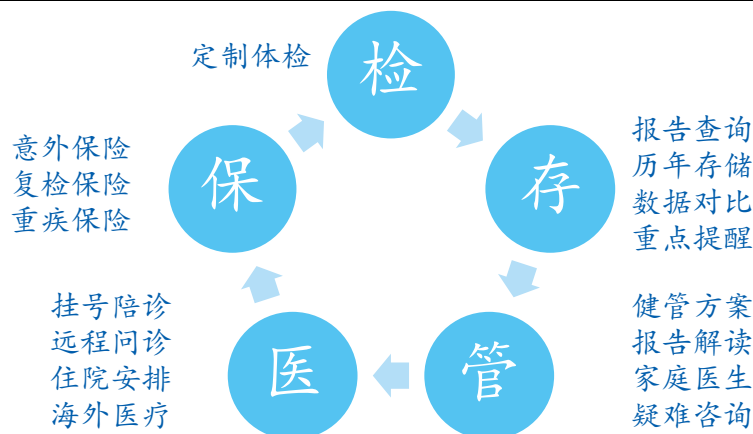 定制体检
检
存
报告查询
历年存储
数据对比
重点提醒
管
健管方案
报告解读
家庭医生
疑难咨询
医
挂号陪诊
远程问诊
住院安排
海外医疗
保
意外保险
复检保险
重疾保险